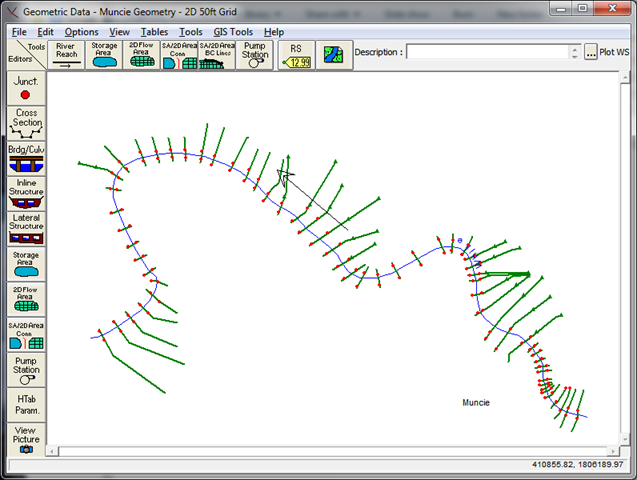 Geometric Data - Muncie Geometry - 2D 50ft Grid
File Edit Options View Tables Tools GIS Tools Help
Tools
Editors
River
Reach
Storage
Area
2D Flow
Area
SA/2D Area
Conn
SA/2D Area
BC Lines
Pump
Station
RS
12.99
Description :
...
Plot WS
Junct.
Cross
Section
Brdg/Culv
Inline
Structure
Lateral
Structure
Storage
Area
2D Flow
Area
SA/2D Area
Conn
Pump
Station
HTab
Param.
View
Picture
Muncie
410855.82, 1806189.97